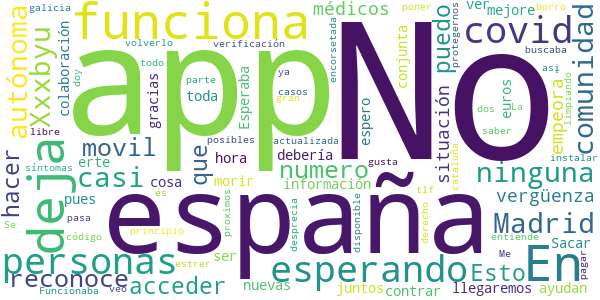 galicia
volverlo
verificación
poner
borro
médicos
ver
mejore
buscaba
protegernos
funciona
covid
No
app
españa
autónoma
Xxxbyu
colaboración
doy
todo
gracias
parte
toda
Esperaba
ya
casos
gran
encorsetada
conjunta
puedo
comunidad
dos
euros
La
así
limpiando
libre
erte
movil
que
posibles
hora
actualizada
debería
espero
situación
empeora
saber
instalar
síntomas
deja
casi
cosa
morir
numero
información
gusta
tlf
cataluna
ninguna
vergüenza
hacer
pues
és
ser
proximos
desprecia
disponible
derecho
Madrid
Se
pasa
código
principio
personas
reconoce
acceder
esperando
En
Esto
Sacar
entiende
pagar
Funcionaba
veo
estrer
nuevas
juntos
contrar
llegaremos
Me
ayudan